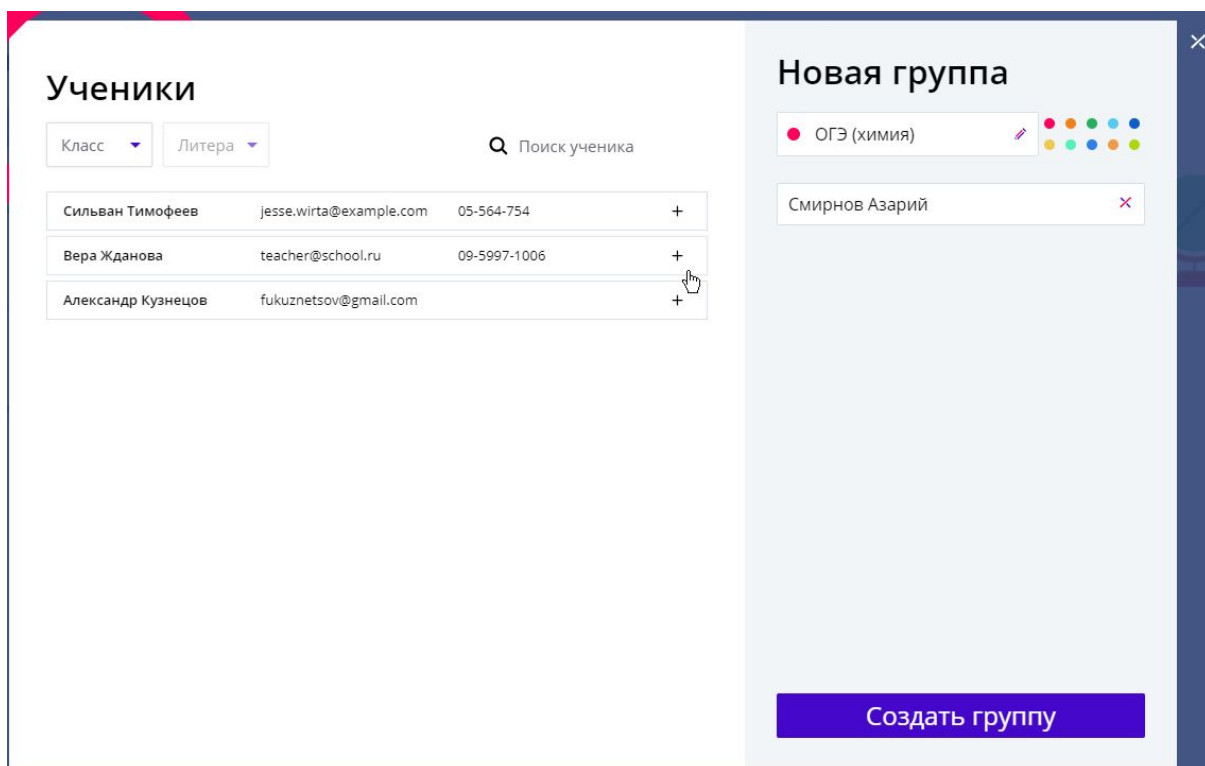 Ученики
Класс Литера Поиск ученика
Сильван Тимофеев jesse.wirta@example.com 05-564-754 +
Вера Жданова teacher@school.ru 09-5997-1006 +
Александр Кузнецов fukuznetsov@gmail.com +
Новая группа
ОГЭ (химия)
Смирнов Азарий
Создать группу